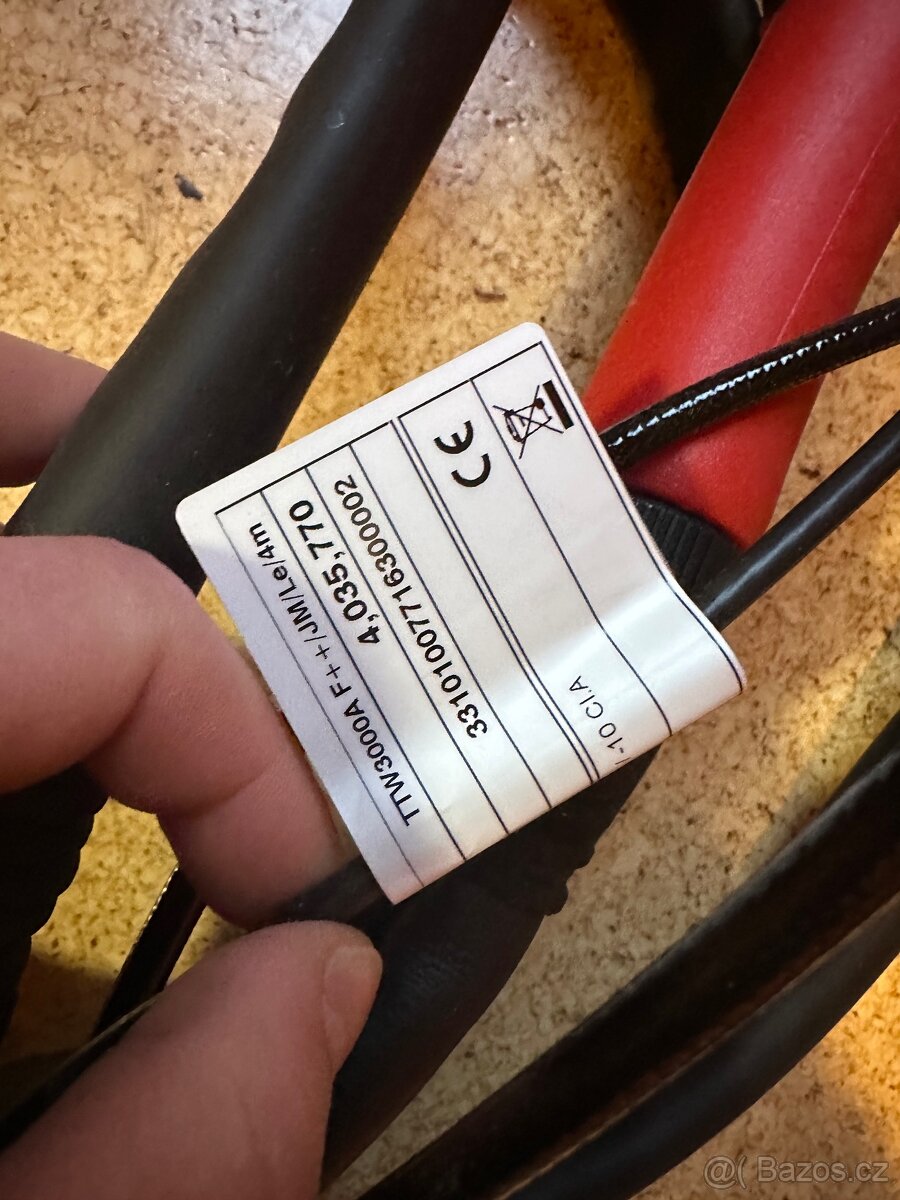 TTW3000A F++/JM/Le/4m
4,035,770
33101007716300002
CE
/-10 Cl.A
@( Bazos.cz